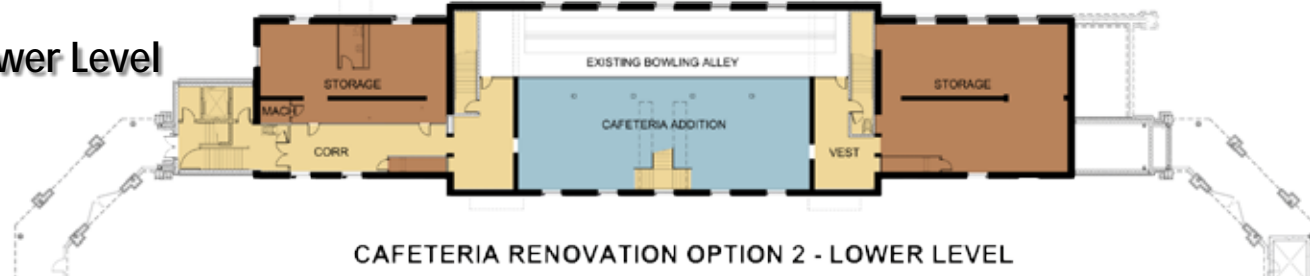 wer Level
EXISTING BOWLING ALLEY
STORAGE
STORAGE
MACH
CAFETERIA ADDITION
CORR
VEST
CAFETERIA RENOVATION OPTION 2 - LOWER LEVEL